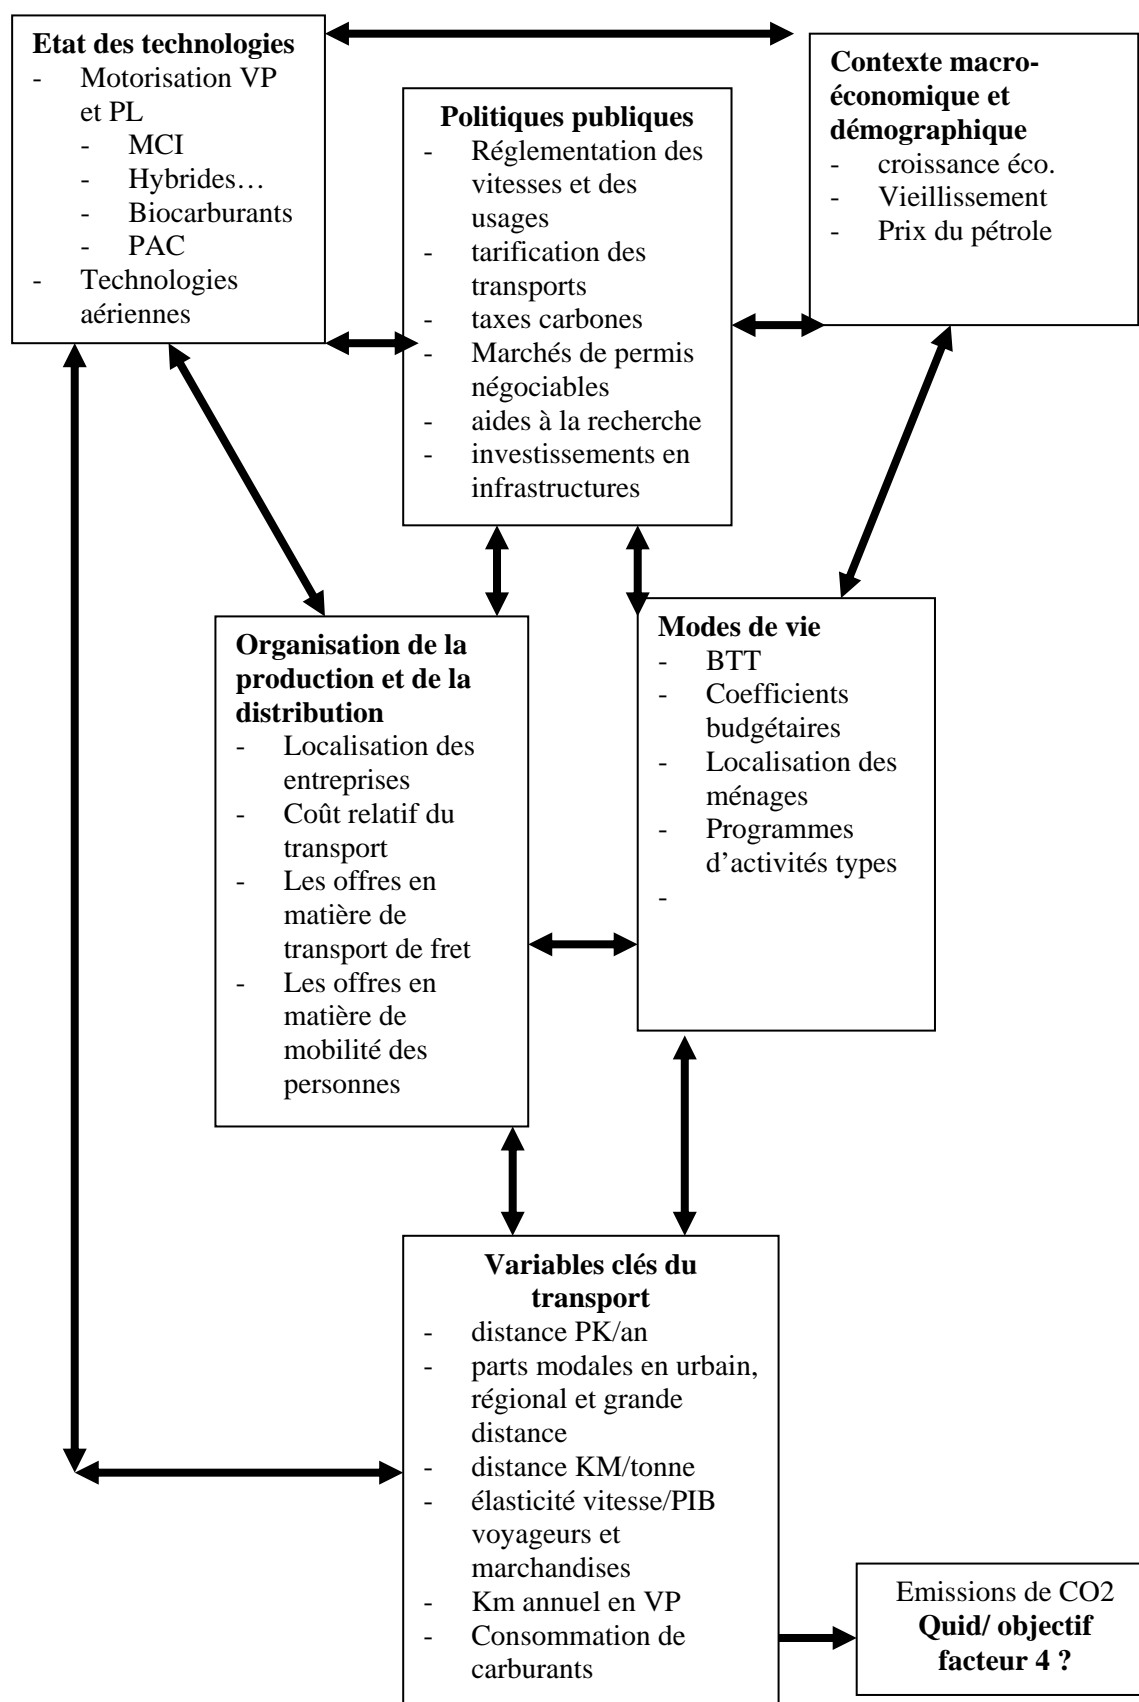 Etat des technologies
- Motorisation VP
et PL
- MCI
- Hybrides…
- Biocarburants
- PAC
- Technologies
aériennes
Politiques publiques
- Réglementation des
vitesses et des
usages
- tarification des
transports
- taxes carbones
- Marchés de permis
négociables
- aides à la recherche
- investissements en
infrastructures
Contexte macro-
économique et
démographique
- croissance éco.
- Vieillissement
- Prix du pétrole
Organisation de la
production et de la
distribution
- Localisation des
entreprises
- Coût relatif du
transport
- Les offres en
matière de
transport de fret
- Les offres en
matière de
mobilité des
personnes
Modes de vie
- BTT
- Coefficients
budgétaires
- Localisation des
ménages
- Programmes
d’activités types
-
Variables clés du
transport
- distance PK/an
- parts modales en urbain,
régional et grande
distance
- distance KM/tonne
- élasticité vitesse/PIB
voyageurs et
marchandises
- Km annuel en VP
- Consommation de
carburants
Emissions de CO2
Quid/ objectif
facteur 4 ?